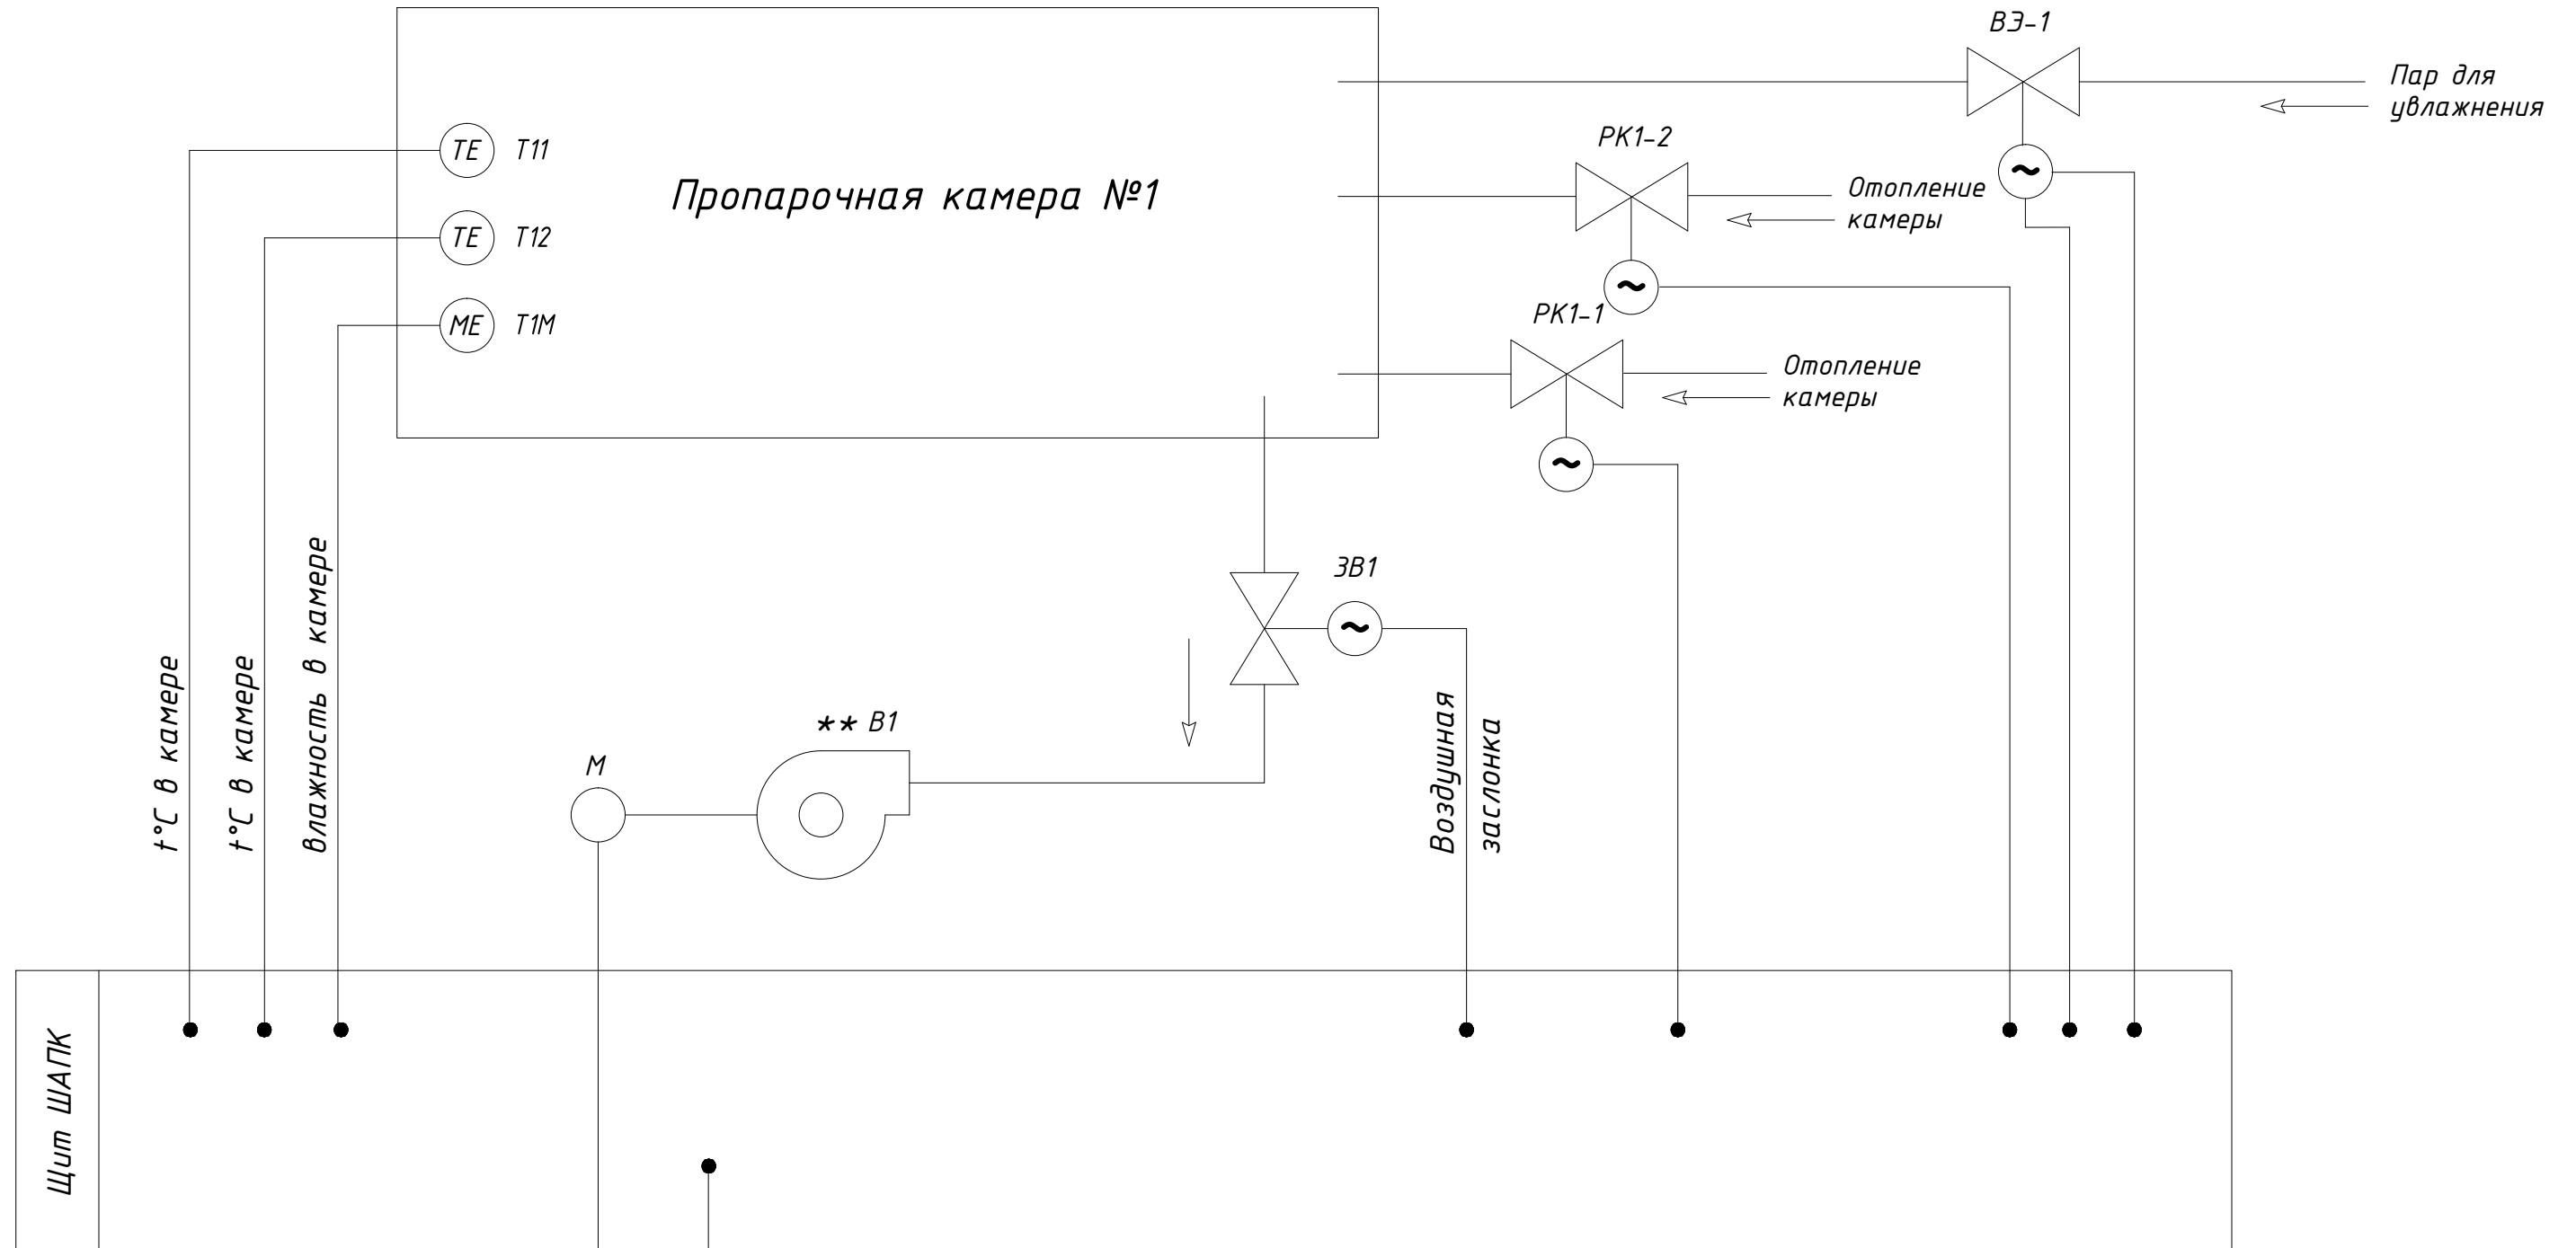 ВЭ-1
Пар для
увлажнения
РК1-2
ТЕ Т11
Отопление
камеры
Пропарочная камера №1
ТЕ Т12
РК1-1
МЕ Т1М
Отопление
камеры
ЗВ1
t°C в камере
t°C в камере
влажность в камере
Воздушная
заслонка
** В1
М
Щит ШАПК